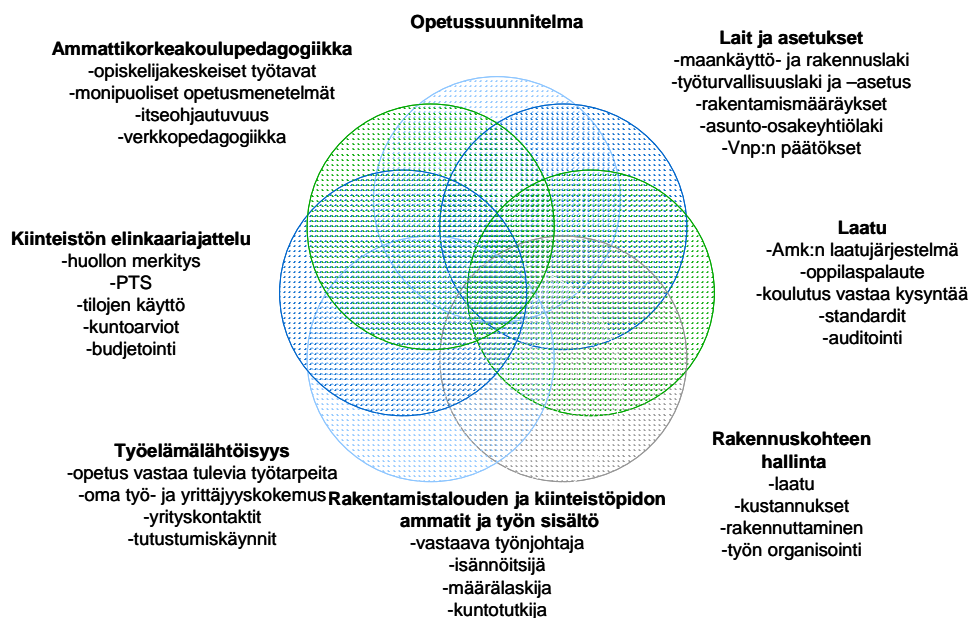 Opetussuunnitelma
Ammattikorkeakoulupedagogiikka
-opiskelijakeskeiset työtavat
-monipuoliset opetusmenetelmät
-itseohjautuvuus
-verkkopedagogiikka
Lait ja asetukset
-maankäyttö- ja rakennuslaki
-työturvallisuuslaki ja –asetus
-rakentamismääräykset
-asunto-osakeyhtiölaki
-Vnp:n päätökset
Kiinteistön elinkaariajattelu
-huollon merkitys
-PTS
-tilojen käyttö
-kuntoarviot
-budjetointi
Laatu
-Amk:n laatujärjestelmä
-oppilaspalaute
-koulutus vastaa kysyntää
-standardit
-auditointi
Työelämälähtöisyys
-opetus vastaa tulevia työtarpeita
-oma työ- ja yrittäjyyskokemus
-yrityskontaktit
-tutustumiskäynnit
Rakentamistalouden ja kiinteistöpidon
ammatit ja työn sisältö
-vastaava työnjohtaja
-isännöitsijä
-määrälaskija
-kuntotutkija
Rakennuskohteen
hallinta
-laatu
-kustannukset
-rakennuttaminen
-työn organisointi